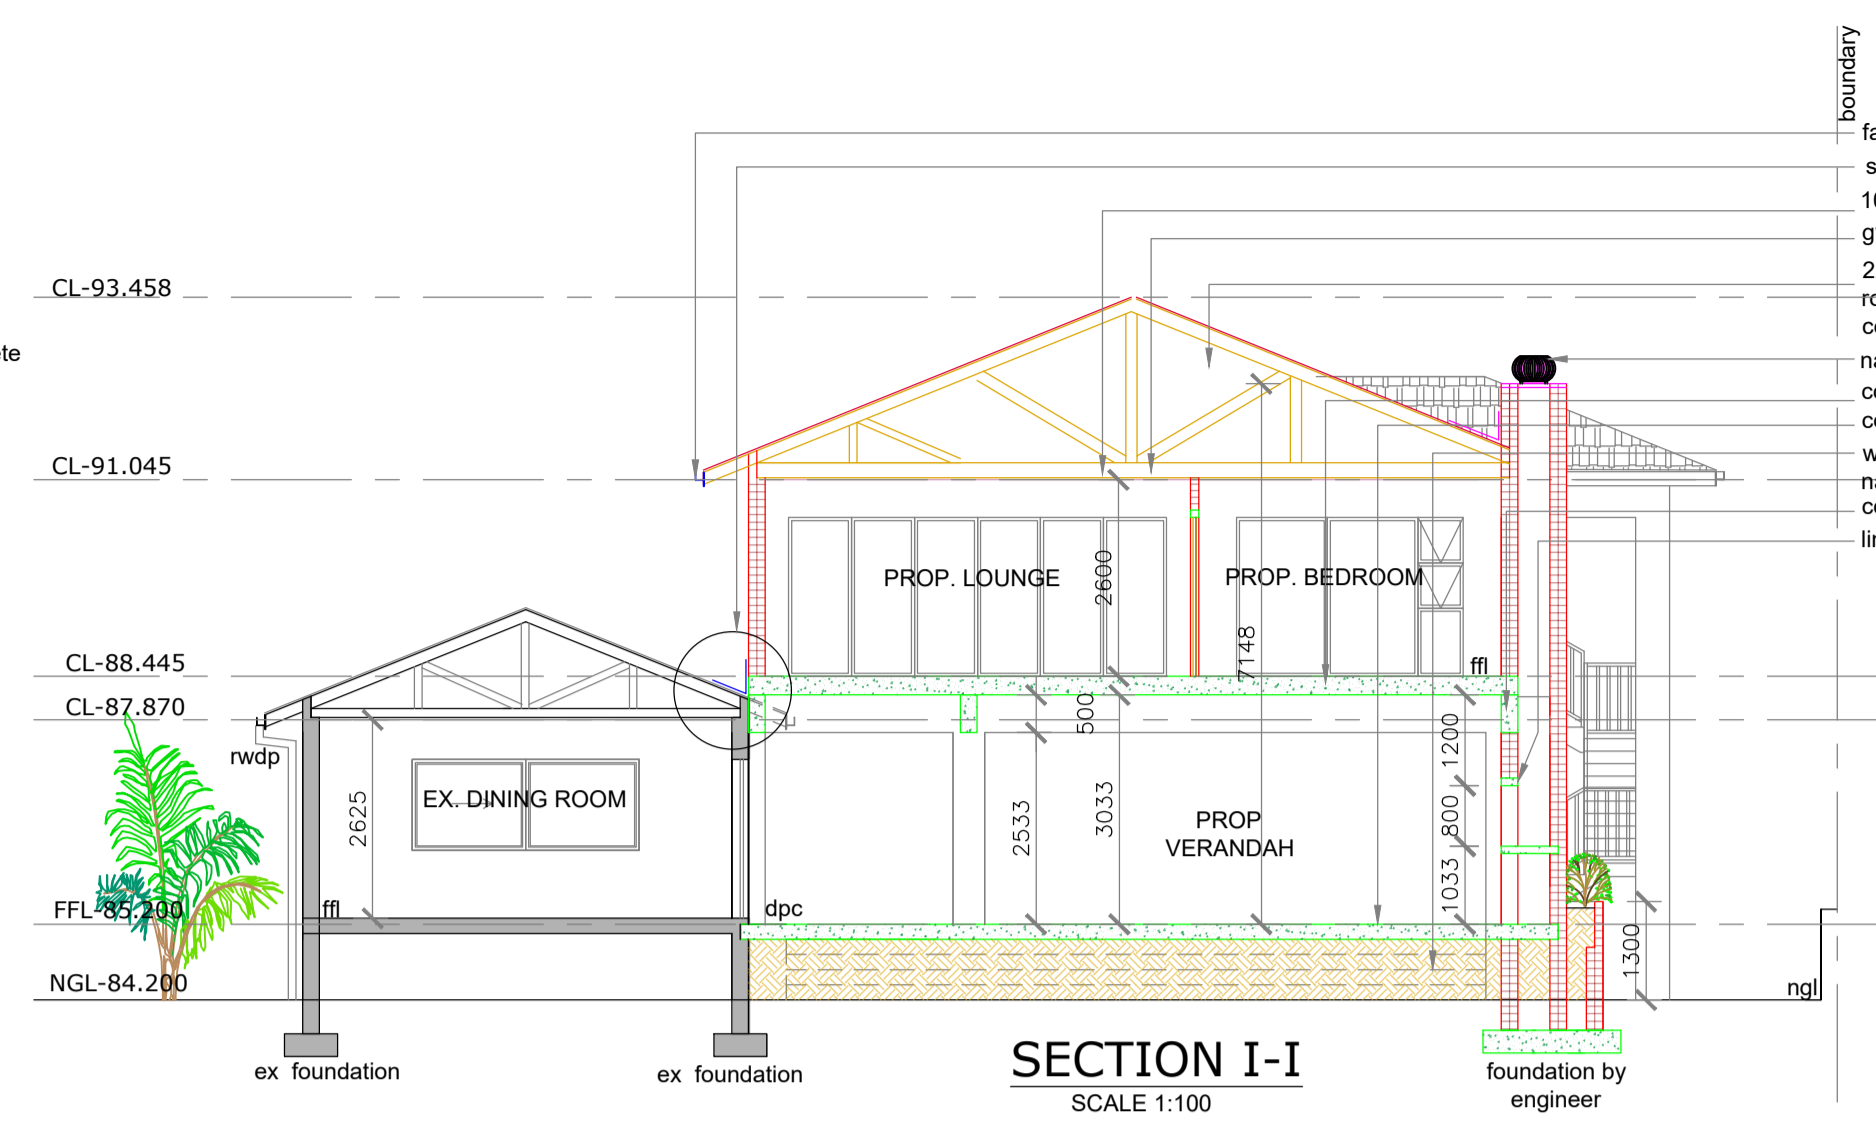 boundary
CL-93.458
CL-91.045
CL-88.445
CL-87.870
rwdp
FFL-85.200
NGL-84.200
PROP. LOUNGE
2600
PROP. BEDROOM
7148
ffl
500
1200
EX. DINING ROOM
2625
2533
3033
PROP
VERANDAH
800
1033
ffl
dpc
1300
ngl
ex foundation
ex foundation
SECTION I-I
SCALE 1:100
foundation by
engineer